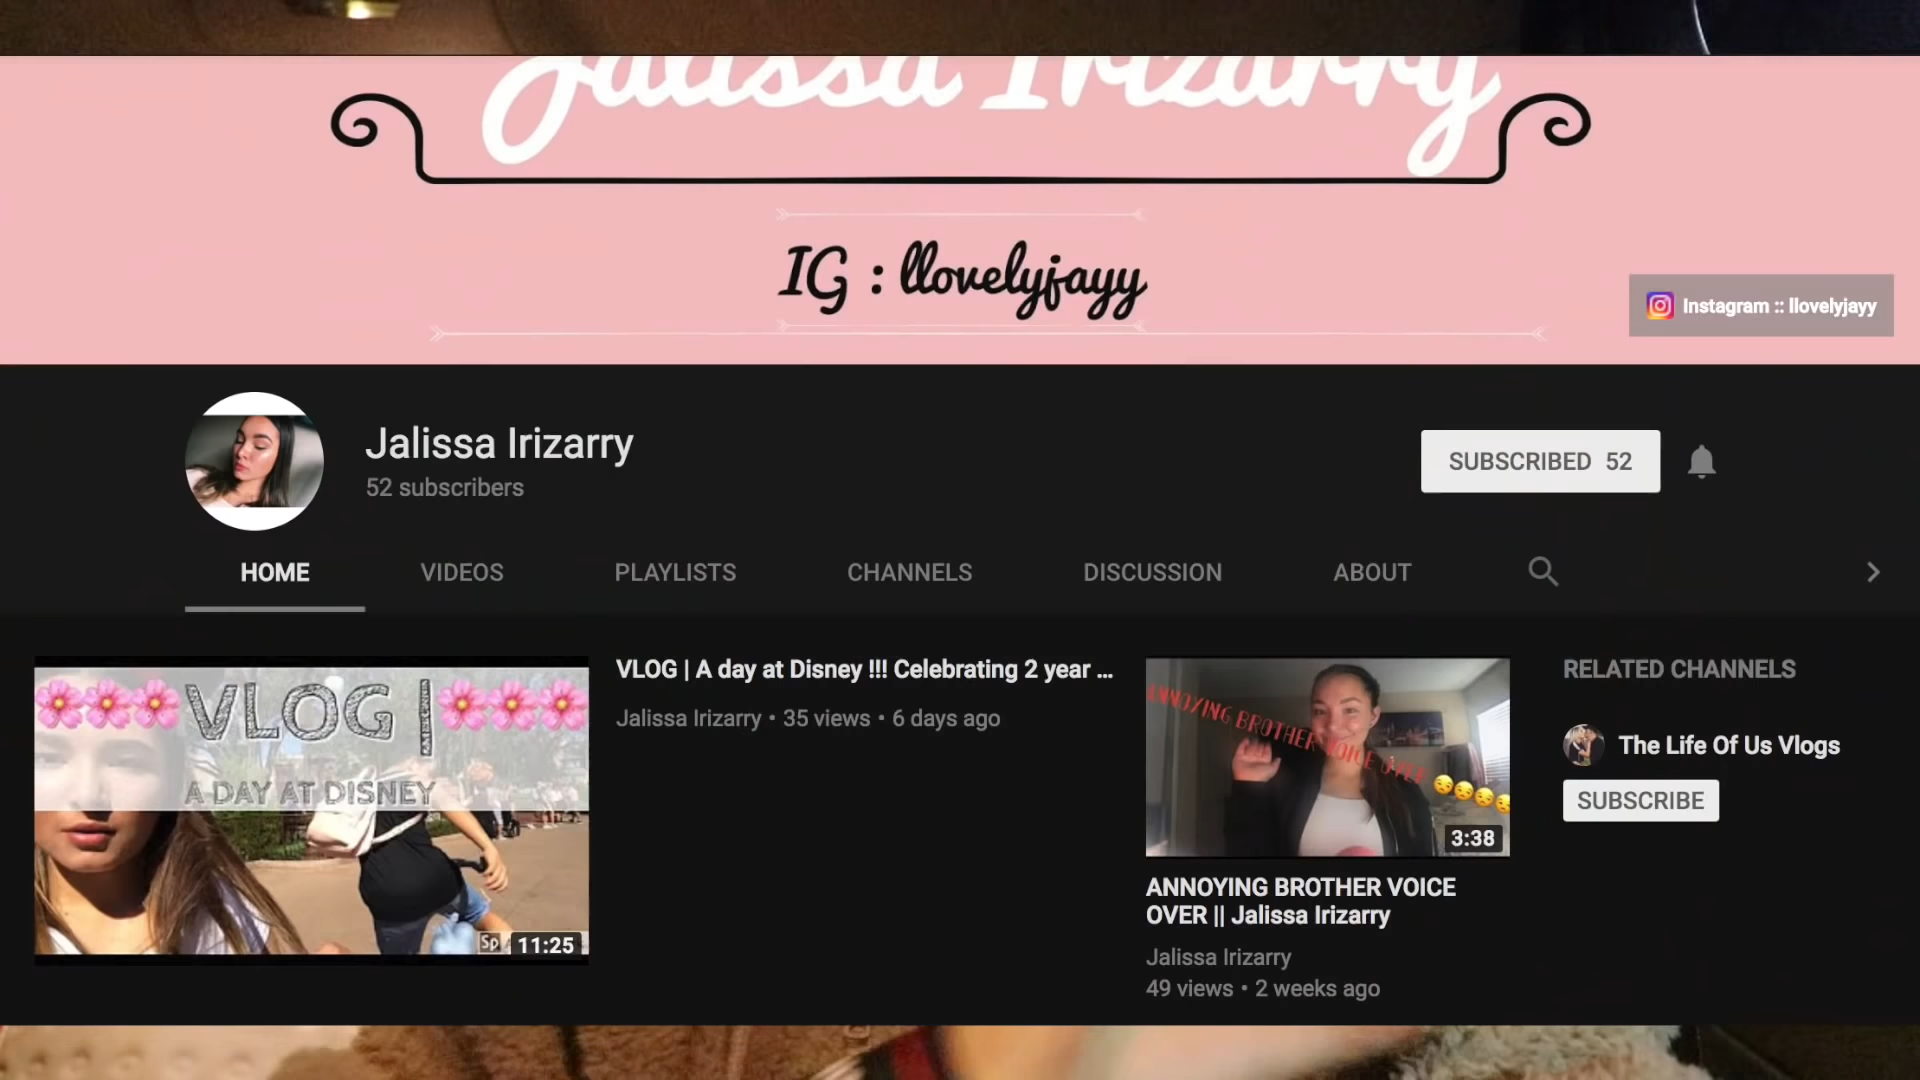 Jalissa Irizarry
IG : llovelyjayy
Instagram :: llovelyjayy
Jalissa Irizarry
52 subscribers
SUBSCRIBED 52
HOME VIDEOS PLAYLISTS CHANNELS DISCUSSION ABOUT
VLOG |
A DAY AT DISNEY
Sp
11:25
VLOG | A day at Disney !!! Celebrating 2 year ...
Jalissa Irizarry • 35 views • 6 days ago
ANNOYING BROTHER VOICE OVER
3:38
ANNOYING BROTHER VOICE
OVER || Jalissa Irizarry
Jalissa Irizarry
49 views • 2 weeks ago
RELATED CHANNELS
The Life Of Us Vlogs
SUBSCRIBE